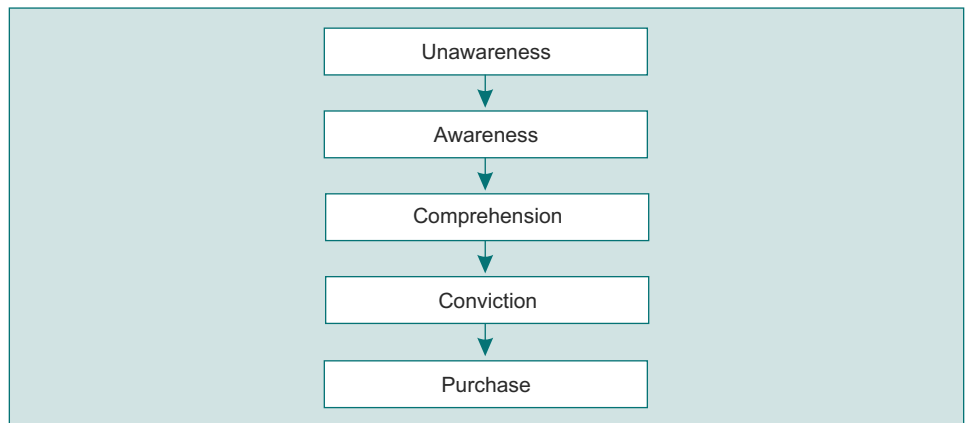 Unawareness
Awareness
Comprehension
Conviction
Purchase